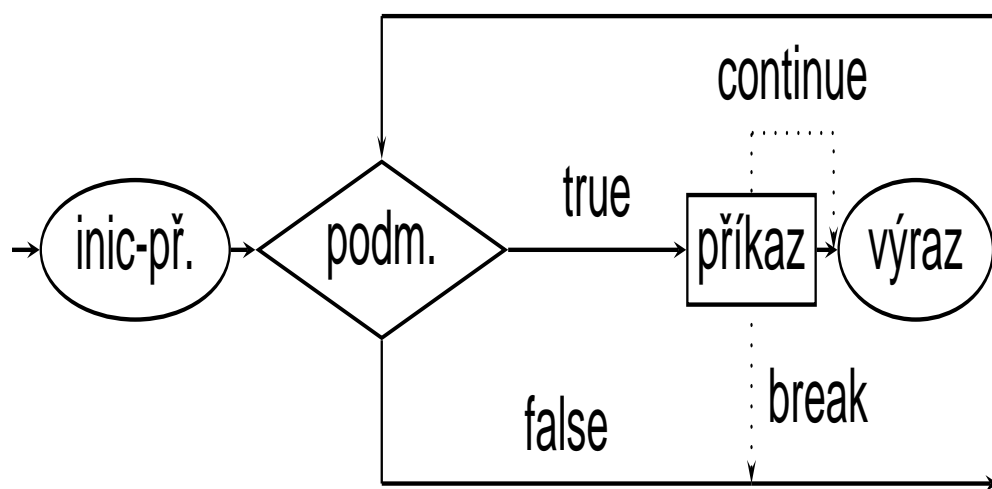 continue
true
inic-př.
podm.
příkaz
výraz
false
break